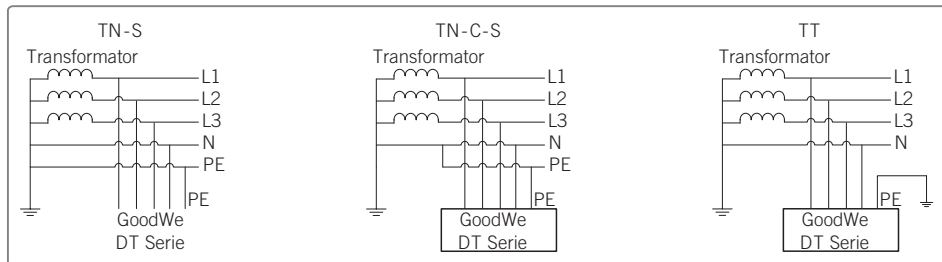 TN-S
Transformator
L1
L2
L3
N
PE
PE
GoodWe
DT Serie
TN-C-S
Transformator
L1
L2
L3
N
PE
PE
GoodWe
DT Serie
TT
Transformator
L1
L2
L3
N
PE
GoodWe
DT Serie